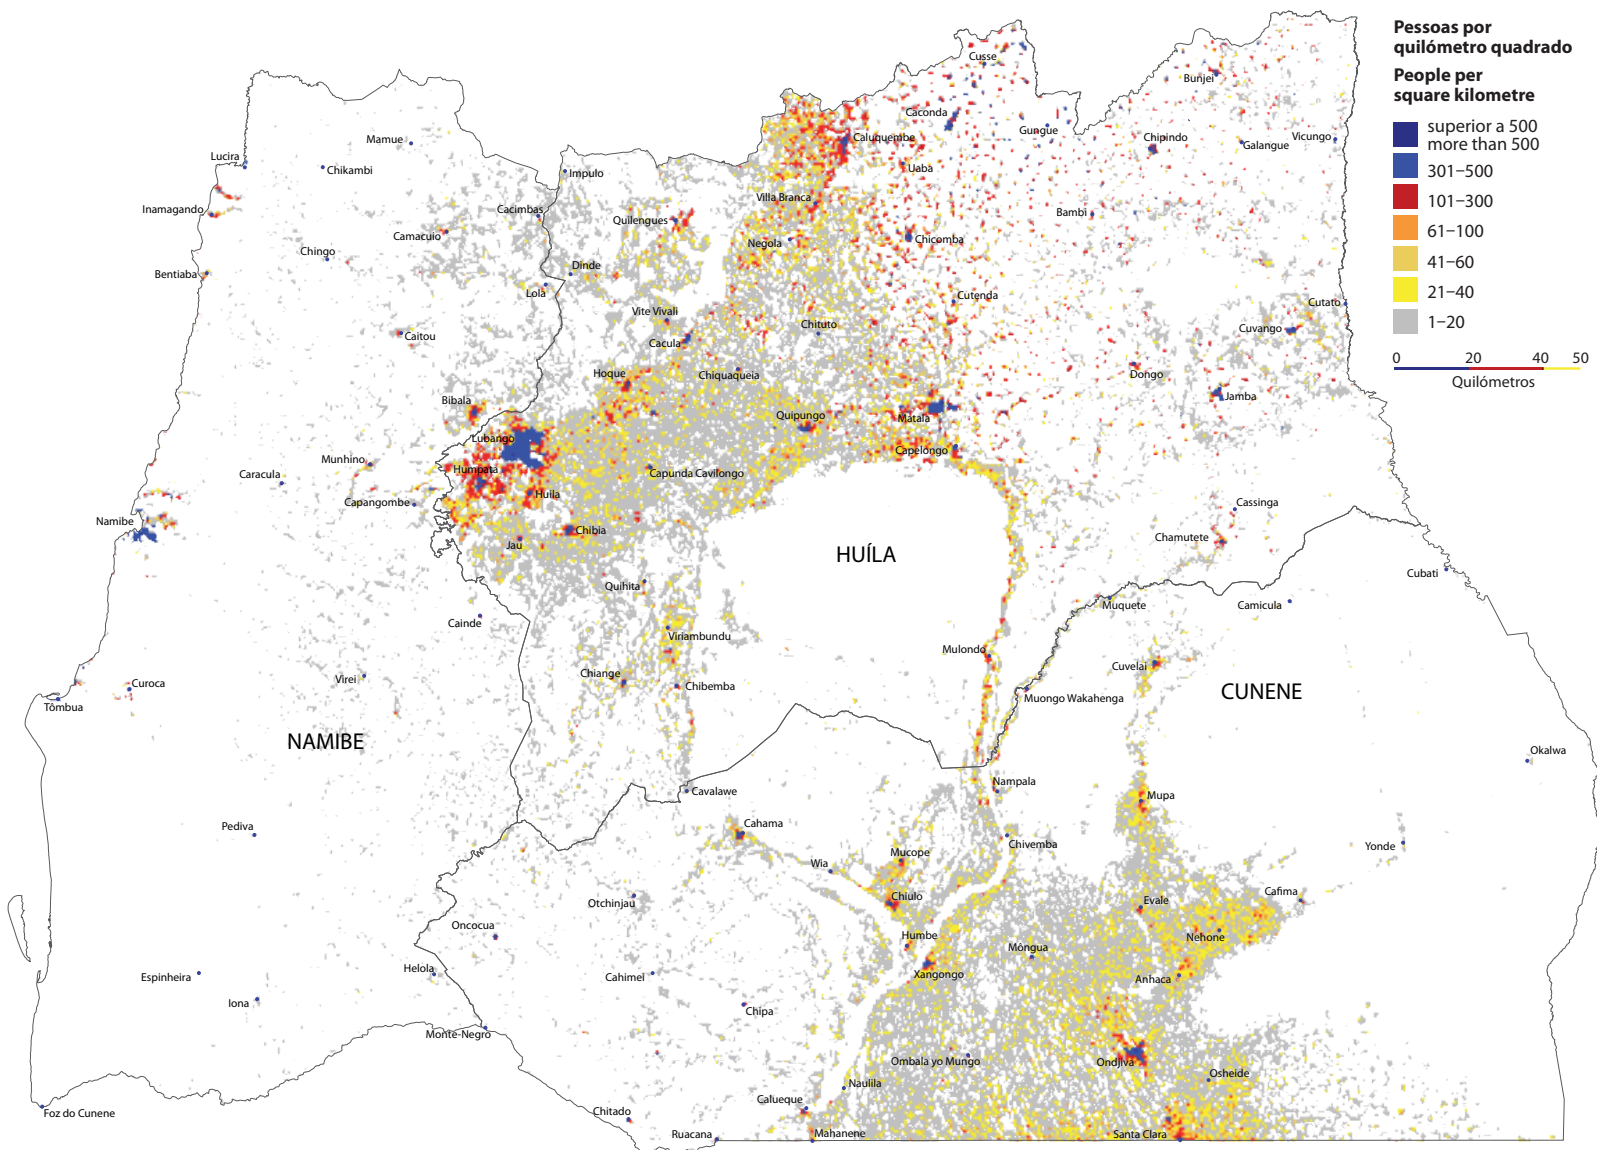 Pessoas por
quilómetro quadrado
People per
square kilometre
superior a 500
more than 500
301–500
101–300
61–100
41–60
21–40
1–20
0 20 40 50
Quilómetros
Cusse
Bunjei
Caconda
Gungue
Caluquembe
Chipindo
Galangue
Vicungo
Mamue
Lucira
Chikambi
Impulo
Uaba
Villa Branca
Inamagando
Cacimbas
Quilengues
Bambi
Camacuio
Negola
Chicomba
Chingo
Bentiaba
Dinde
Lola
Cutenda
Cutato
Vite Vivali
Chituto
Cuvango
Caitou
Cacula
Hoque
Chiquaqueia
Dongo
Bibala
Jamba
Quipungo
Matala
Lubango
Capelongo
Munhino
Humpata
Caracula
Capunda Cavilongo
Huila
Capangombe
Cassinga
Namibe
Chibia
Chamutete
Jau
HUÍLA
Cubati
Quihita
Muquete
Camicula
Cainde
Viriambundu
Mulondo
Cuvelai
Chiange
Virei
Curoca
Chibemba
CUNENE
Muongo Wakahenga
Tômbua
NAMIBE
Okalwa
Nampala
Cavalawe
Mupa
Cahama
Pediva
Chivemba
Yonde
Mucope
Wia
Cafima
Chiulo
Otchinjau
Evale
Oncocua
Humbe
Nehone
Môngua
Helola
Xangongo
Espinheira
Cahimel
Anhaca
Iona
Chipa
Monte-Negro
Ombala yo Mungo
Ondjiva
Osheide
Naulila
Calueque
Foz do Cunene
Chitado
Ruacana
Mahanene
Santa Clara